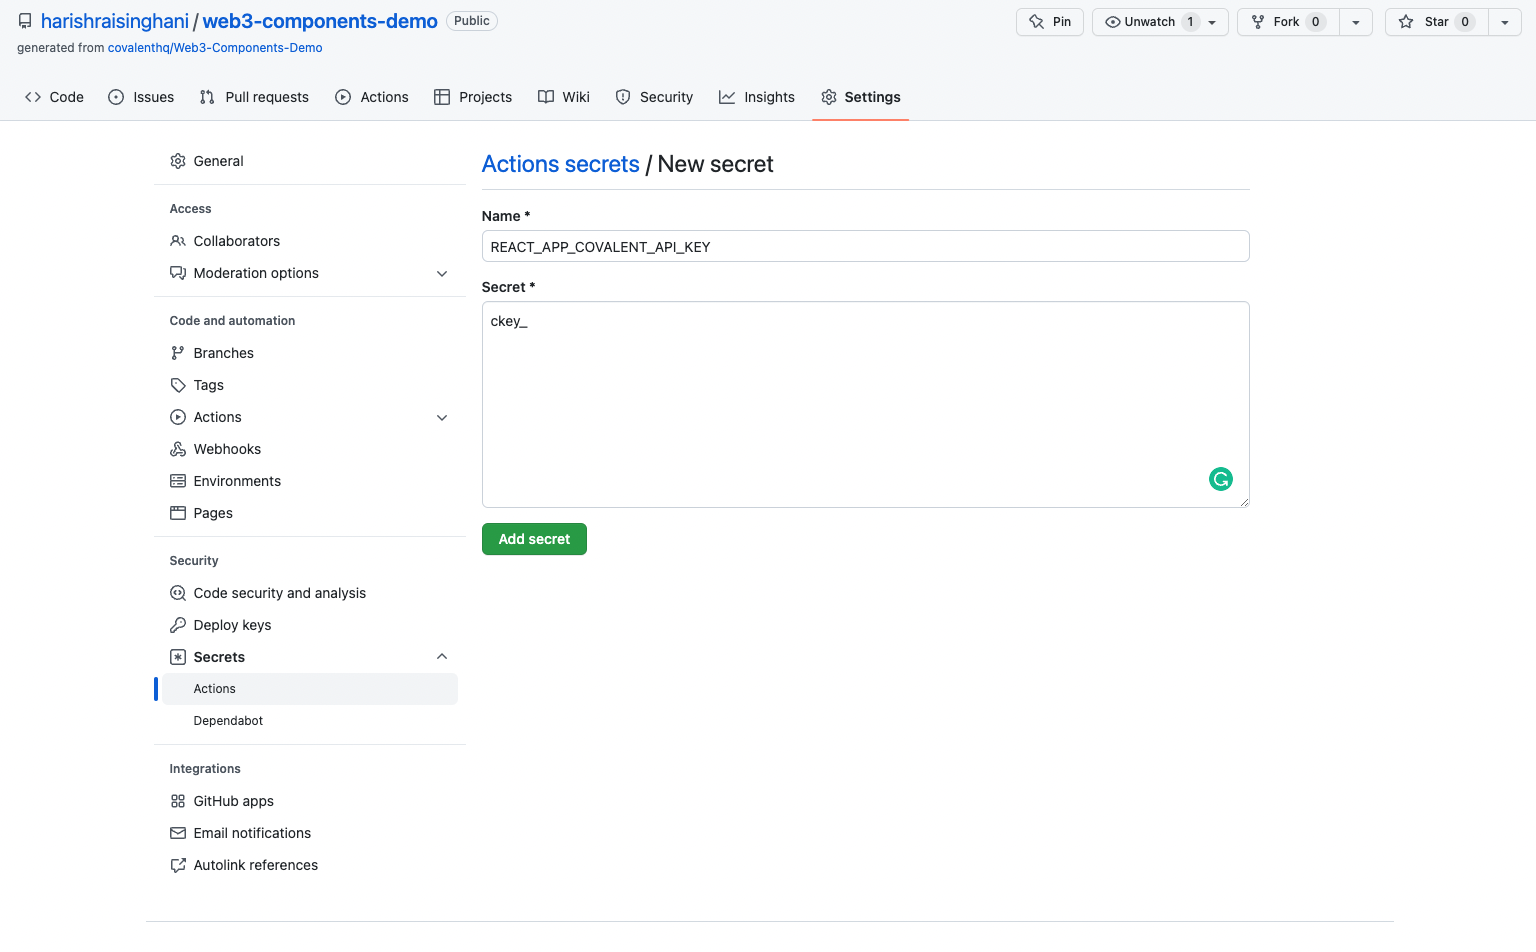 harishraisinghani / web3-components-demo Public
Pin
Unwatch 1
Fork 0
Star 0
generated from covalenthq/Web3-Components-Demo
Code
Issues
Pull requests
Actions
Projects
Wiki
Security
Insights
Settings
General
Access
Collaborators
Moderation options
Code and automation
Branches
Tags
Actions
Webhooks
Environments
Pages
Security
Code security and analysis
Deploy keys
Secrets
Actions
Dependabot
Integrations
GitHub apps
Email notifications
Autolink references
Actions secrets / New secret
Name *
REACT_APP_COVALENT_API_KEY
Secret *
ckey_
Add secret